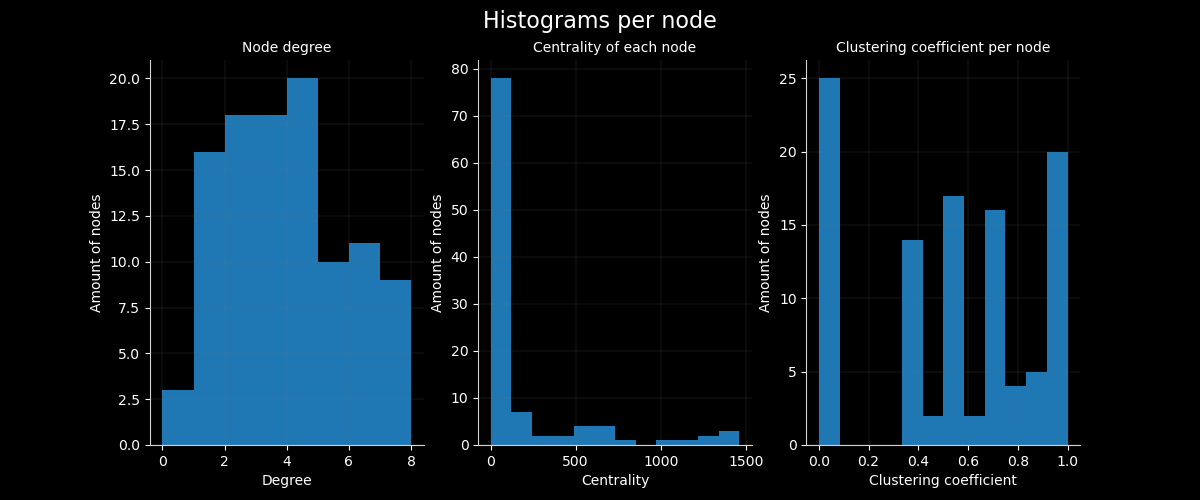 Histograms per node
Node degree
Amount of nodes
20.0
17.5
15.0
12.5
10.0
7.5
5.0
2.5
0.0
0 2 4 6 8
Degree
Centrality of each node
Amount of nodes
80
70
60
50
40
30
20
10
0
0 500 1000 1500
Centrality
Clustering coefficient per node
Amount of nodes
25
20
15
10
5
0
0.0 0.2 0.4 0.6 0.8 1.0
Clustering coefficient